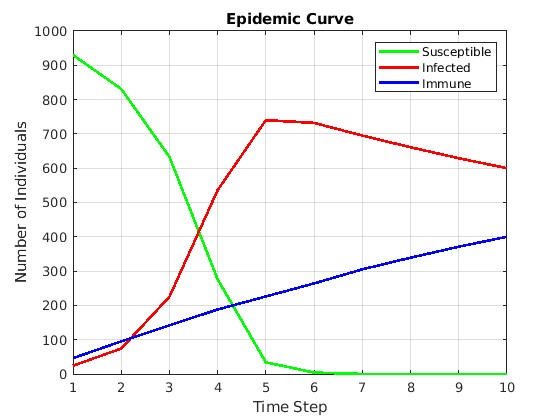 Epidemic Curve
1000
900
800
700
600
500
400
300
200
100
0
Number of Individuals
Susceptible
Infected
Immune
1 2 3 4 5 6 7 8 9 10
Time Step